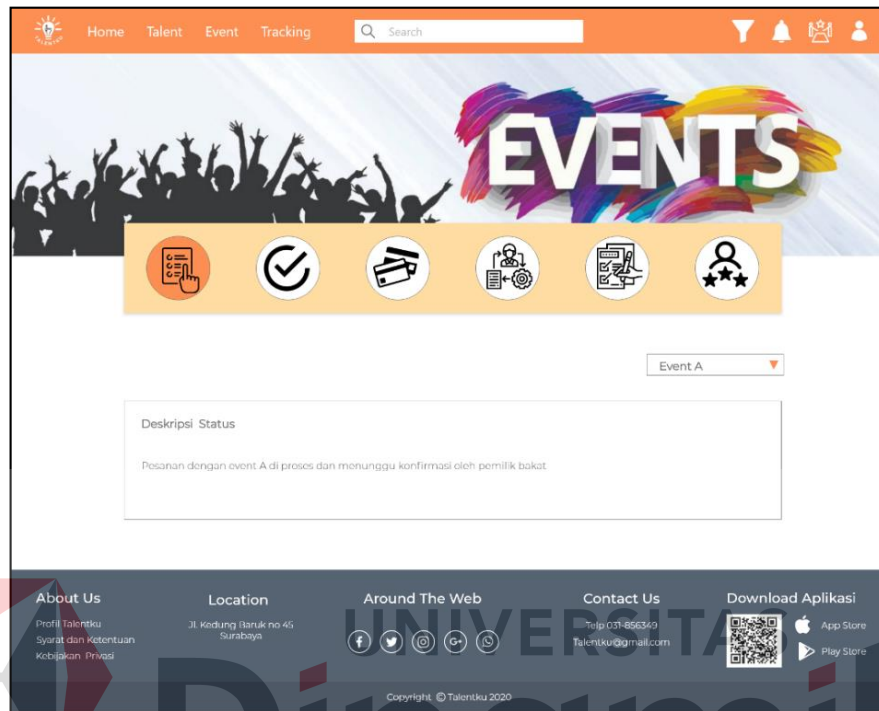 TALENTKU
Home Talent Event Tracking
Search
EVENTS
Event A
Deskripsi Status
Pesanan dengan event A di proses dan menunggu konfirmasi oleh pemilik bakat
About Us
Profil Talentku
Syarat dan Ketentuan
Kebijakan Privasi
Location
Jl. Kedung Baruk no 45
Surabaya
Around The Web
f G+
Contact Us
Telp 031-856349
Talentku@gmail.com
Download Aplikasi
App Store
Play Store
UNIVERSITAS
Dinamika
Copyright © Talentku 2020